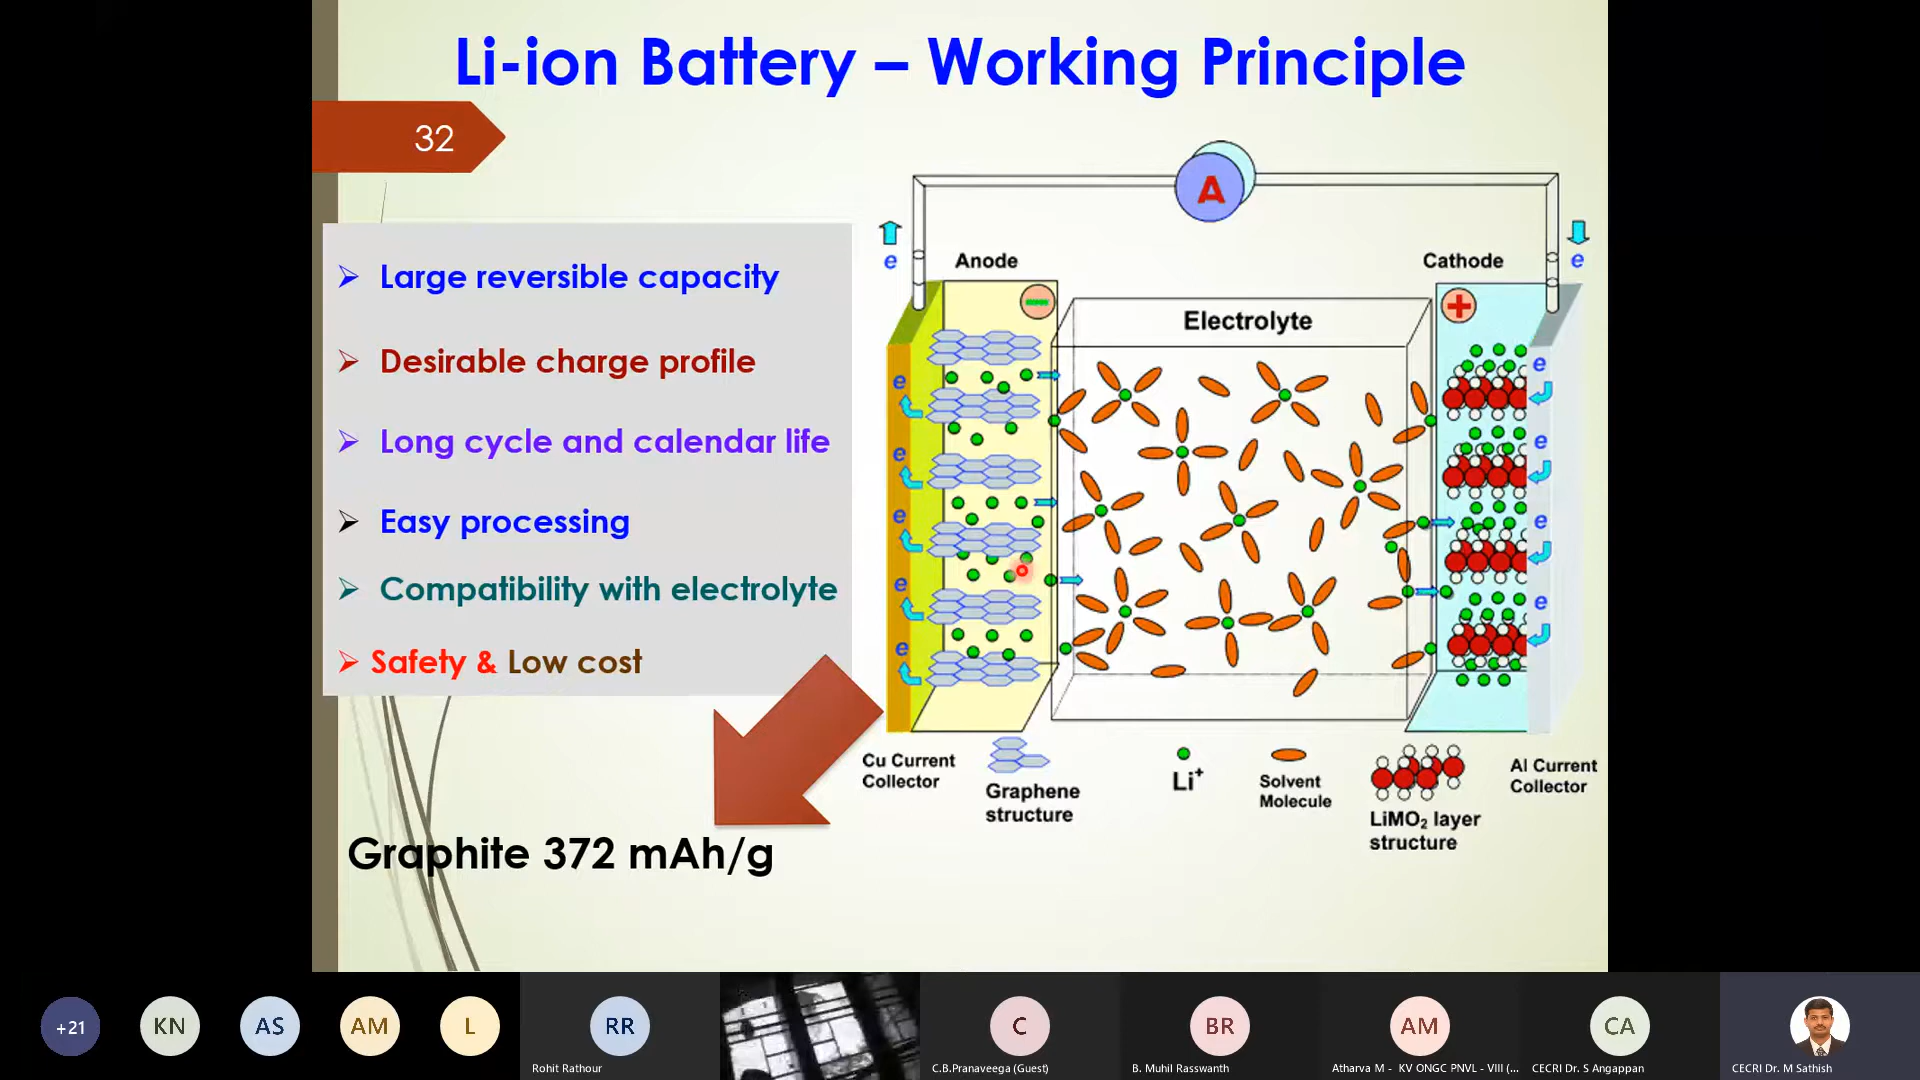 Li-ion Battery – Working Principle
32
A
e
Anode
Cathode
e
➢ Large reversible capacity
➢ Desirable charge profile
➢ Long cycle and calendar life
➢ Easy processing
➢ Compatibility with electrolyte
➢ Safety & Low cost
Electrolyte
e
e
e
e
e
e
e
e
e
Cu Current
Collector
Graphene
structure
Li⁺
Solvent
Molecule
LiMO₂ layer
structure
Al Current
Collector
Graphite 372 mAh/g
+21
KN
AS
AM
L
RR
C
BR
AM
CA
Rohit Rathour
C.B.Pranaveega (Guest)
B. Muhil Rasswanth
Atharva M - KV ONGC PNVL - VIII (...
CECRI Dr. S Angappan
CECRI Dr. M Sathish